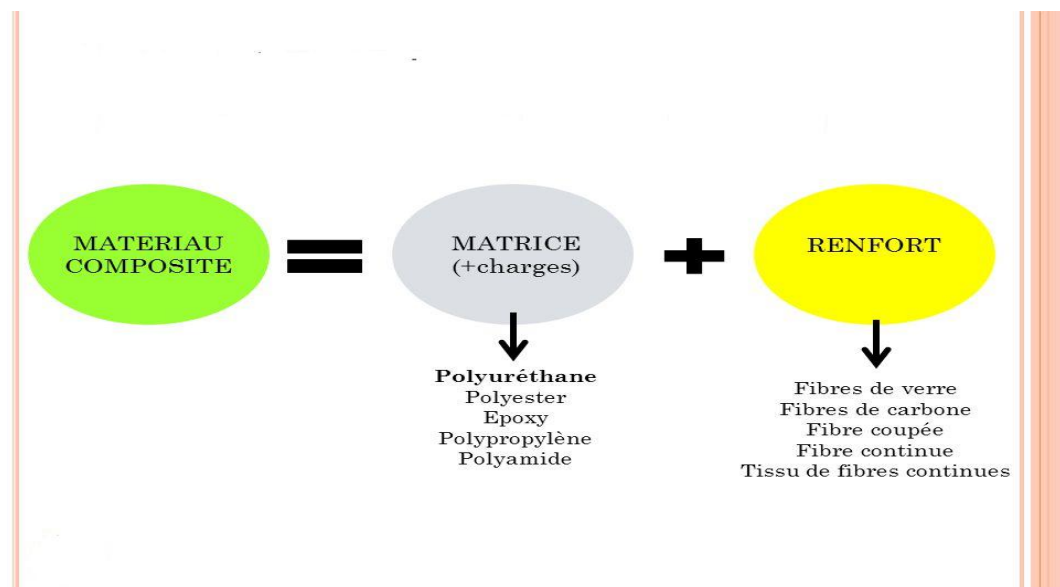 MATERIAU
COMPOSITE
MATRICE
(+charges)
RENFORT
Polyuréthane
Polyester
Epoxy
Polypropylène
Polyamide
Fibres de verre
Fibres de carbone
Fibre coupée
Fibre continue
Tissu de fibres continues